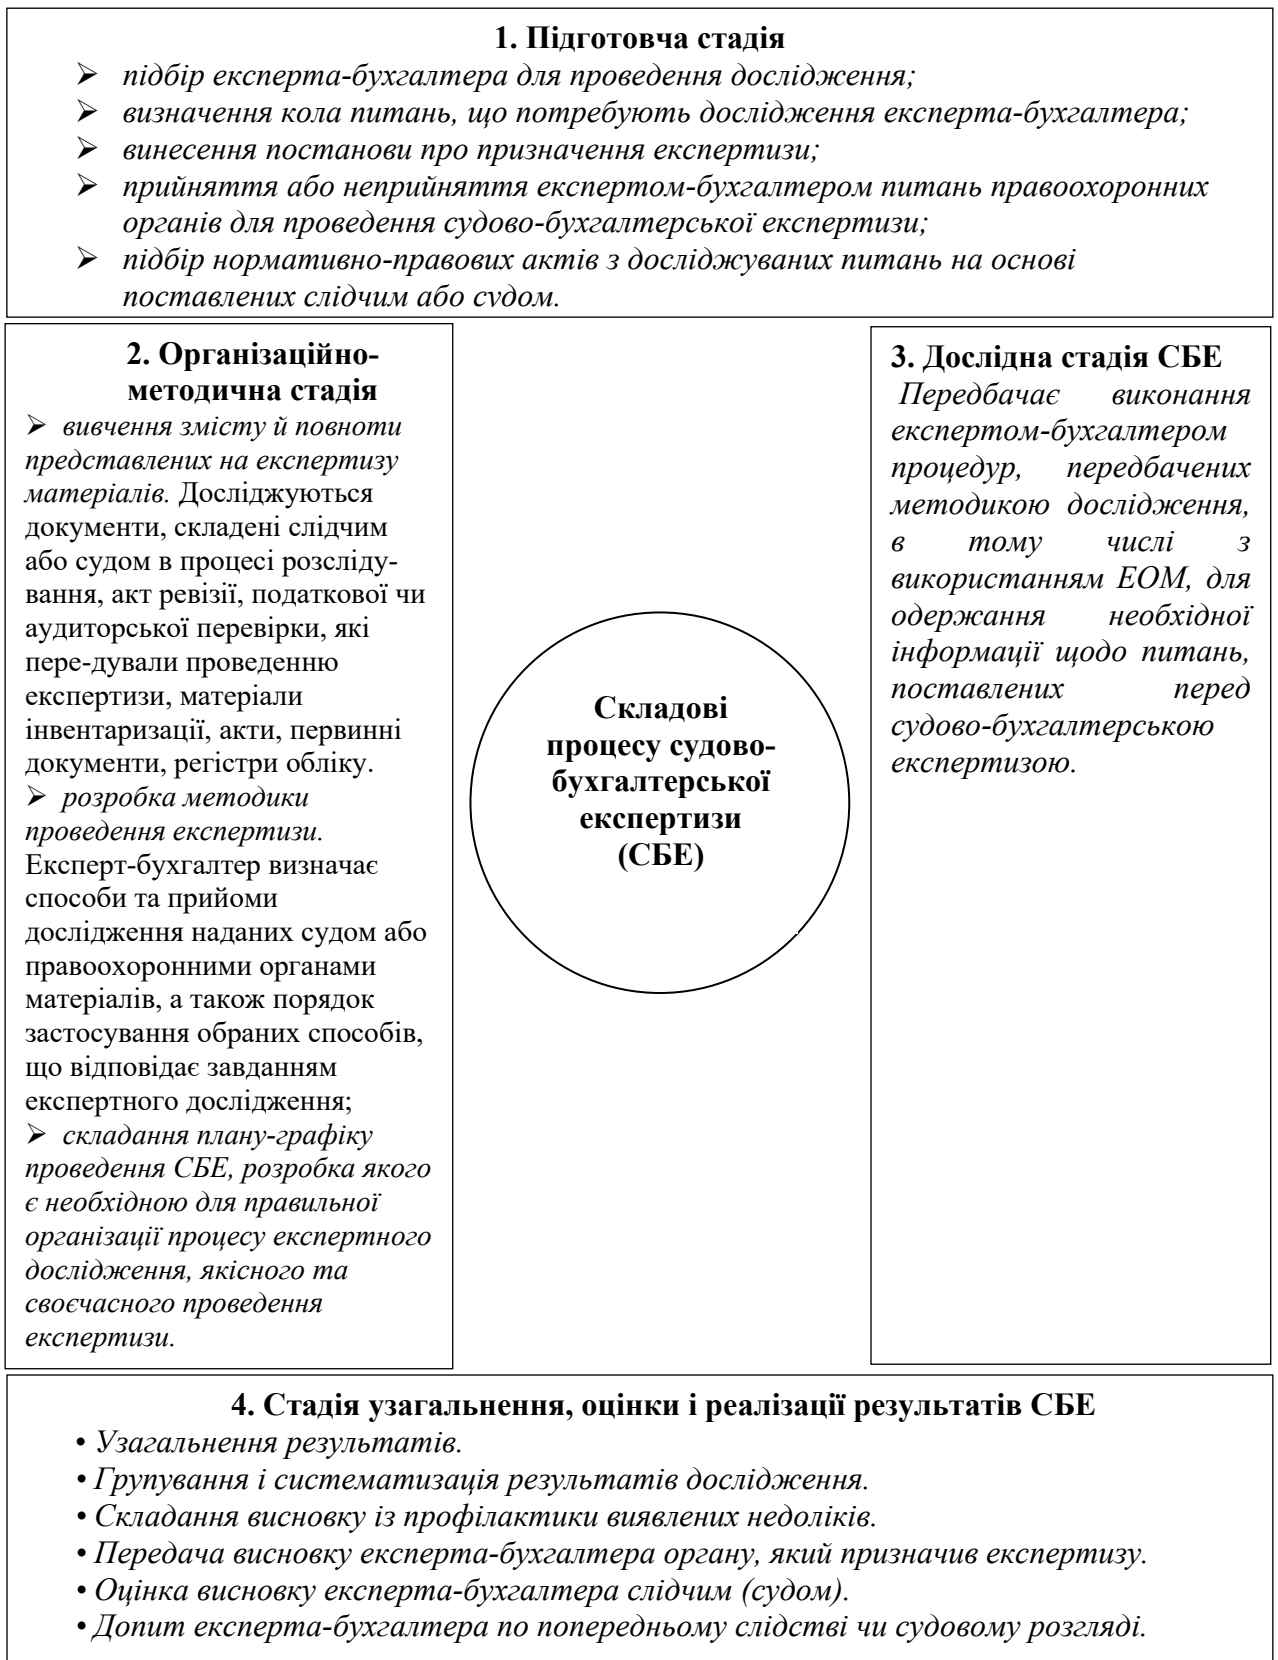 1. Підготовча стадія
➢ підбір експерта-бухгалтера для проведення дослідження;
➢ визначення кола питань, що потребують дослідження експерта-бухгалтера;
➢ винесення постанови про призначення експертизи;
➢ прийняття або неприйняття експертом-бухгалтером питань правоохоронних
органів для проведення судово-бухгалтерської експертизи;
➢ підбір нормативно-правових актів з досліджуваних питань на основі
поставлених слідчим або судом.
2. Організаційно-
методична стадія
➢ вивчення змісту й повноти
представлених на експертизу
матеріалів. Досліджуються
документи, складені слідчим
або судом в процесі розсліду-
вання, акт ревізії, податкової чи
аудиторської перевірки, які
пере-дували проведенню
експертизи, матеріали
інвентаризації, акти, первинні
документи, регістри обліку.
➢ розробка методики
проведення експертизи.
Експерт-бухгалтер визначає
способи та прийоми
дослідження наданих судом або
правоохоронними органами
матеріалів, а також порядок
застосування обраних способів,
що відповідає завданням
експертного дослідження;
➢ складання плану-графіку
проведення СБЕ, розробка якого
є необхідною для правильної
організації процесу експертного
дослідження, якісного та
своєчасного проведення
експертизи.
Складові
процесу судово-
бухгалтерської
експертизи
(СБЕ)
3. Дослідна стадія СБЕ
Передбачає виконання
експертом-бухгалтером
процедур, передбачених
методикою дослідження,
в тому числі з
використанням ЕОМ, для
одержання необхідної
інформації щодо питань,
поставлених перед
судово-бухгалтерською
експертизою.
4. Стадія узагальнення, оцінки і реалізації результатів СБЕ
• Узагальнення результатів.
• Групування і систематизація результатів дослідження.
• Складання висновку із профілактики виявлених недоліків.
• Передача висновку експерта-бухгалтера органу, який призначив експертизу.
• Оцінка висновку експерта-бухгалтера слідчим (судом).
• Допит експерта-бухгалтера по попередньому слідстві чи судовому розгляді.